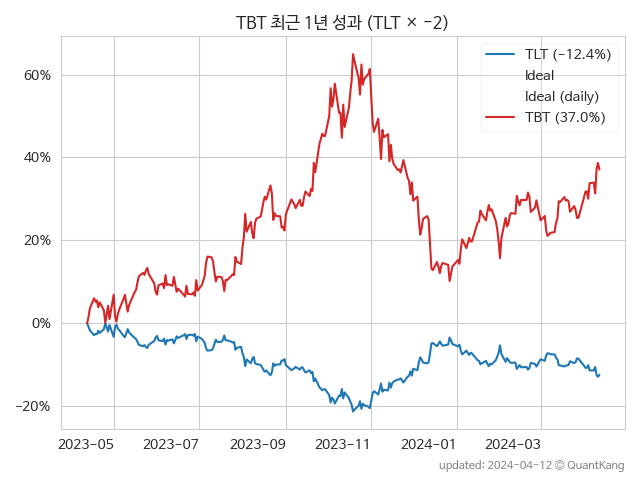 TBT 최근 1년 성과 (TLT × −2)
TLT (−12.4%)
Ideal
Ideal (daily)
TBT (37.0%)
60%
40%
20%
0%
−20%
2023−05 2023−07 2023−09 2023−11 2024−01 2024−03
updated: 2024−04−12 © QuantKang